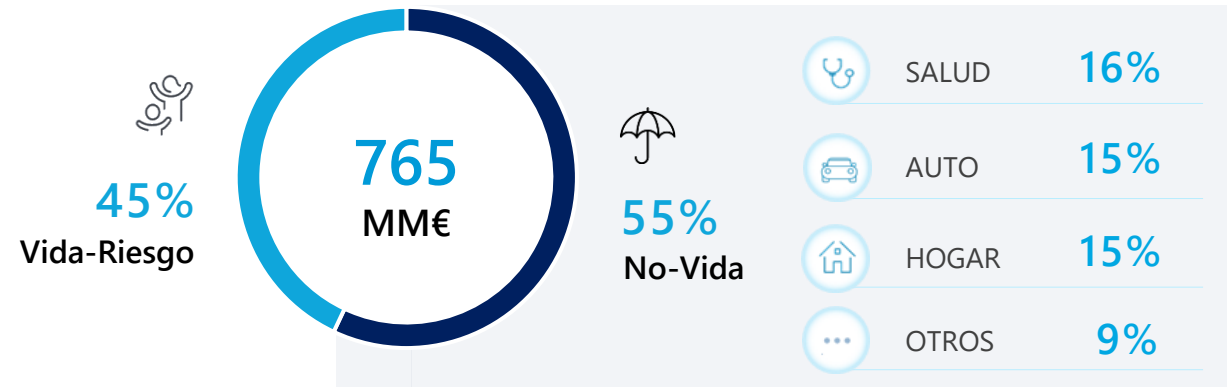 45%
Vida-Riesgo
765
MM€
55%
No-Vida
SALUD 16%
AUTO 15%
HOGAR 15%
OTROS 9%